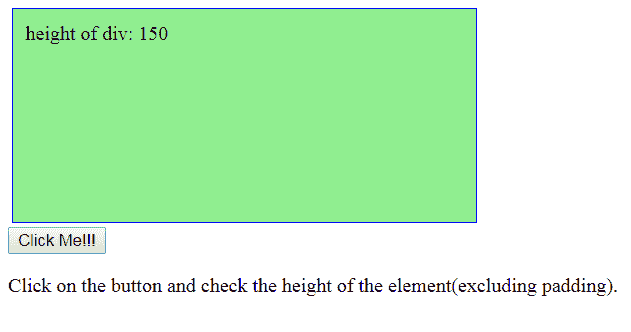 height of div: 150
Click Me!!!
Click on the button and check the height of the element(excluding padding).